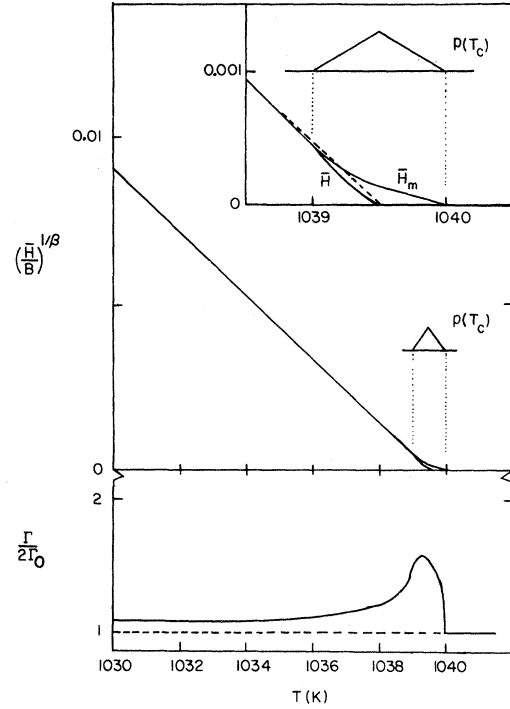 p(T_c)
0.001
H̄
H̄_m
0
1039
1040
0.01
(H̄/B)^{1/β}
p(T_c)
0
2
Γ/2Γ_0
1
1030
1032
1034
1036
1038
1040
T(K)